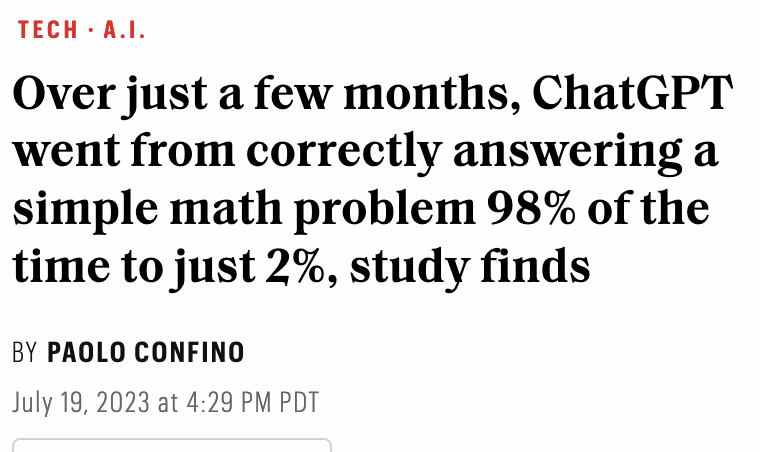 TECH · A.I.
Over just a few months, ChatGPT
went from correctly answering a
simple math problem 98% of the
time to just 2%, study finds
BY PAOLO CONFINO
July 19, 2023 at 4:29 PM PDT